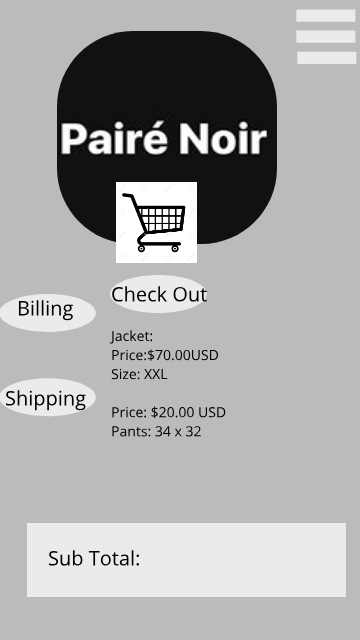 Pairé Noir
Check Out
Billing
Jacket:
Price:$70.00USD
Size: XXL
Shipping
Price: $20.00 USD
Pants: 34 x 32
Sub Total: